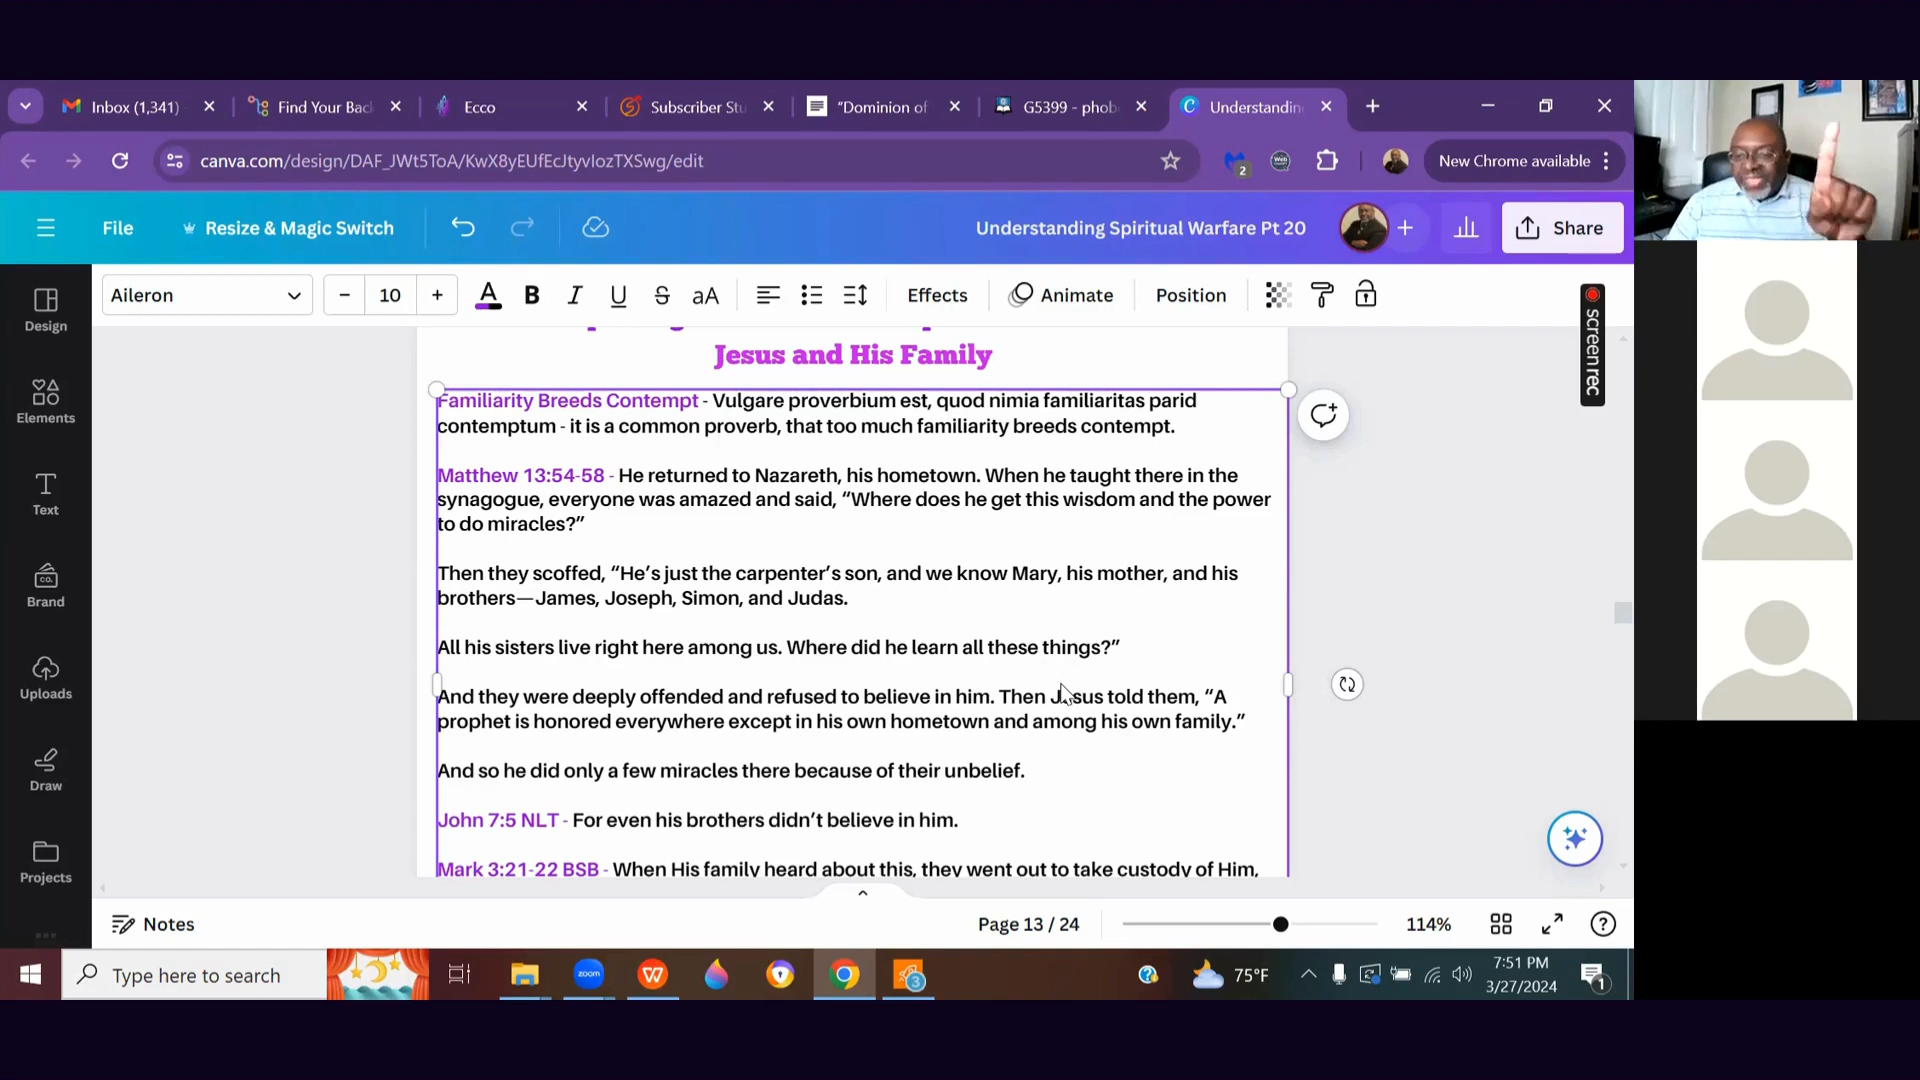 Inbox (1,341)
Find Your Bac
Ecco
Subscriber Stu
"Dominion of
G5399 - phob
Understandin
canva.com/design/DAF_JWt5ToA/KwX8yEUfEcJtyvIozTXSwg/edit
2
New Chrome available
File
Resize & Magic Switch
Understanding Spiritual Warfare Pt 20
Share
Aileron
10
A B I U S aA
Effects
Animate
Position
Design
Elements
Text
Brand
Uploads
Draw
Projects
screenrec
Jesus and His Family
Familiarity Breeds Contempt - Vulgare proverbium est, quod nimia familiaritas parid
contemptum - it is a common proverb, that too much familiarity breeds contempt.
Matthew 13:54-58 - He returned to Nazareth, his hometown. When he taught there in the
synagogue, everyone was amazed and said, “Where does he get this wisdom and the power
to do miracles?”
Then they scoffed, “He’s just the carpenter’s son, and we know Mary, his mother, and his
brothers—James, Joseph, Simon, and Judas.
All his sisters live right here among us. Where did he learn all these things?”
And they were deeply offended and refused to believe in him. Then Jesus told them, “A
prophet is honored everywhere except in his own hometown and among his own family.”
And so he did only a few miracles there because of their unbelief.
John 7:5 NLT - For even his brothers didn’t believe in him.
Mark 3:21-22 BSB - When His family heard about this, they went out to take custody of Him,
Notes
Page 13 / 24
114%
Type here to search
zoom
3
75°F
7:51 PM
3/27/2024
1